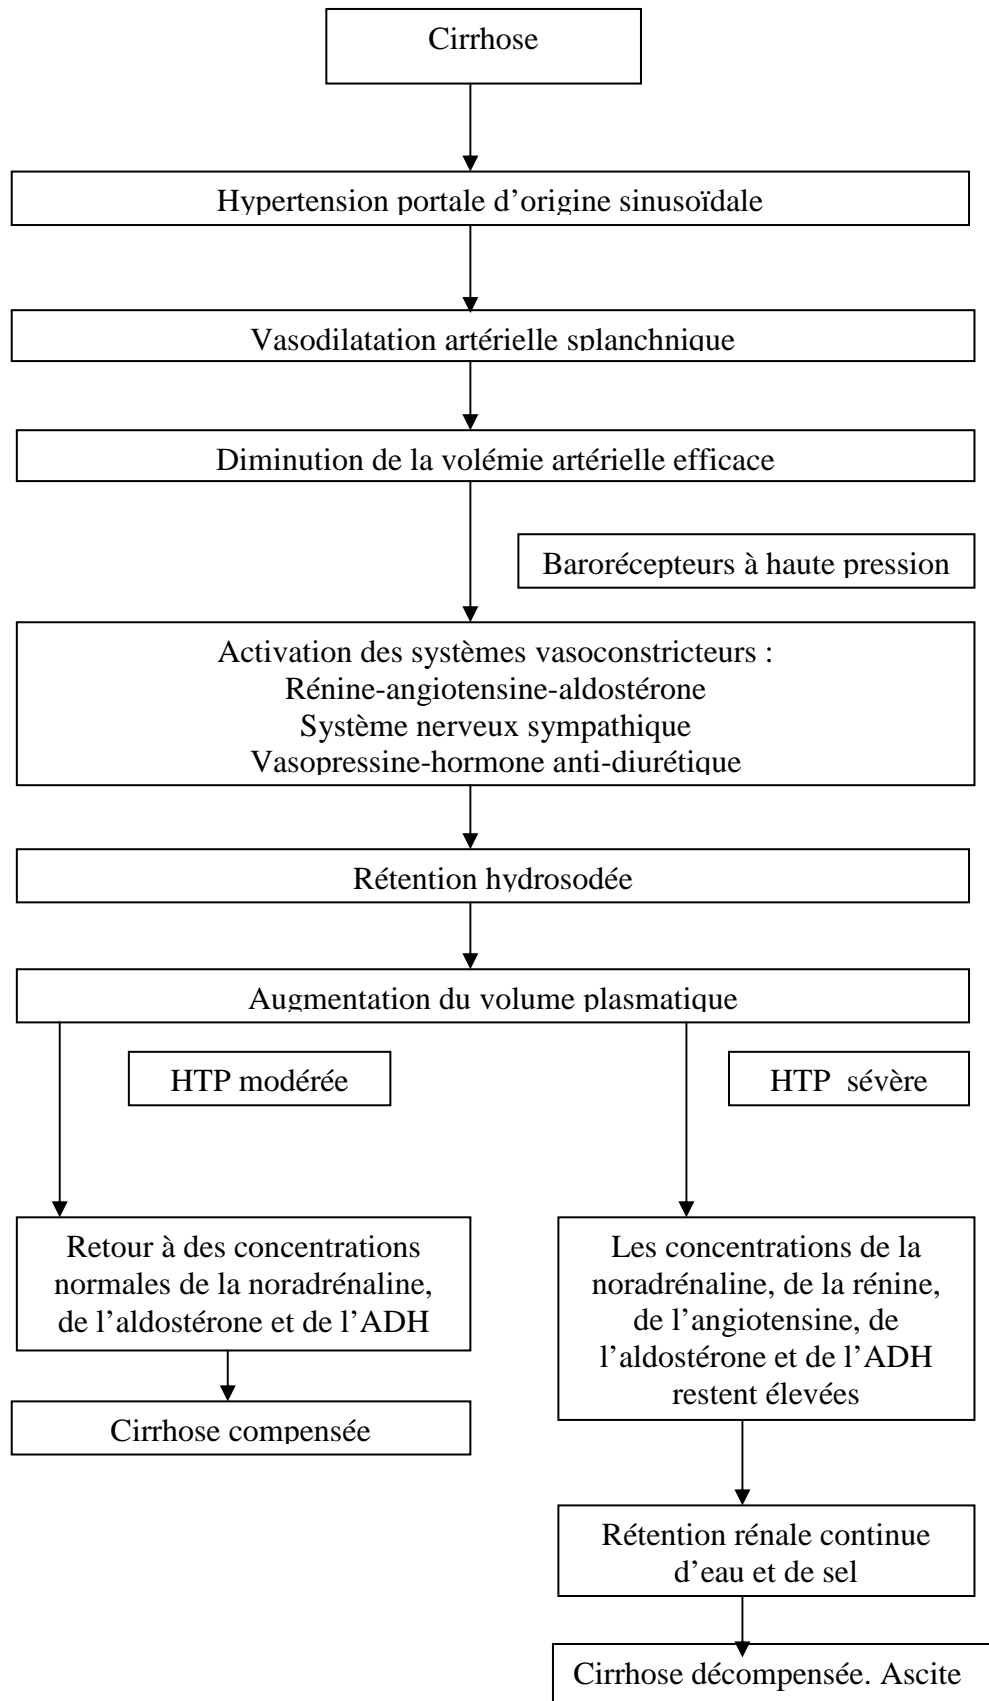 Cirrhose
Hypertension portale d’origine sinusoïdale
Vasodilatation artérielle splanchnique
Diminution de la volémie artérielle efficace
Barorécepteurs à haute pression
Activation des systèmes vasoconstricteurs :
Rénine-angiotensine-aldostérone
Système nerveux sympathique
Vasopressine-hormone anti-diurétique
Rétention hydrosodée
Augmentation du volume plasmatique
HTP modérée
HTP  sévère
Retour à des concentrations
normales de la noradrénaline,
de l’aldostérone et de l’ADH
Cirrhose compensée
Les concentrations de la
noradrénaline, de la rénine,
de l’angiotensine, de
l’aldostérone et de l’ADH
restent élevées
Rétention rénale continue
d’eau et de sel
Cirrhose décompensée. Ascite